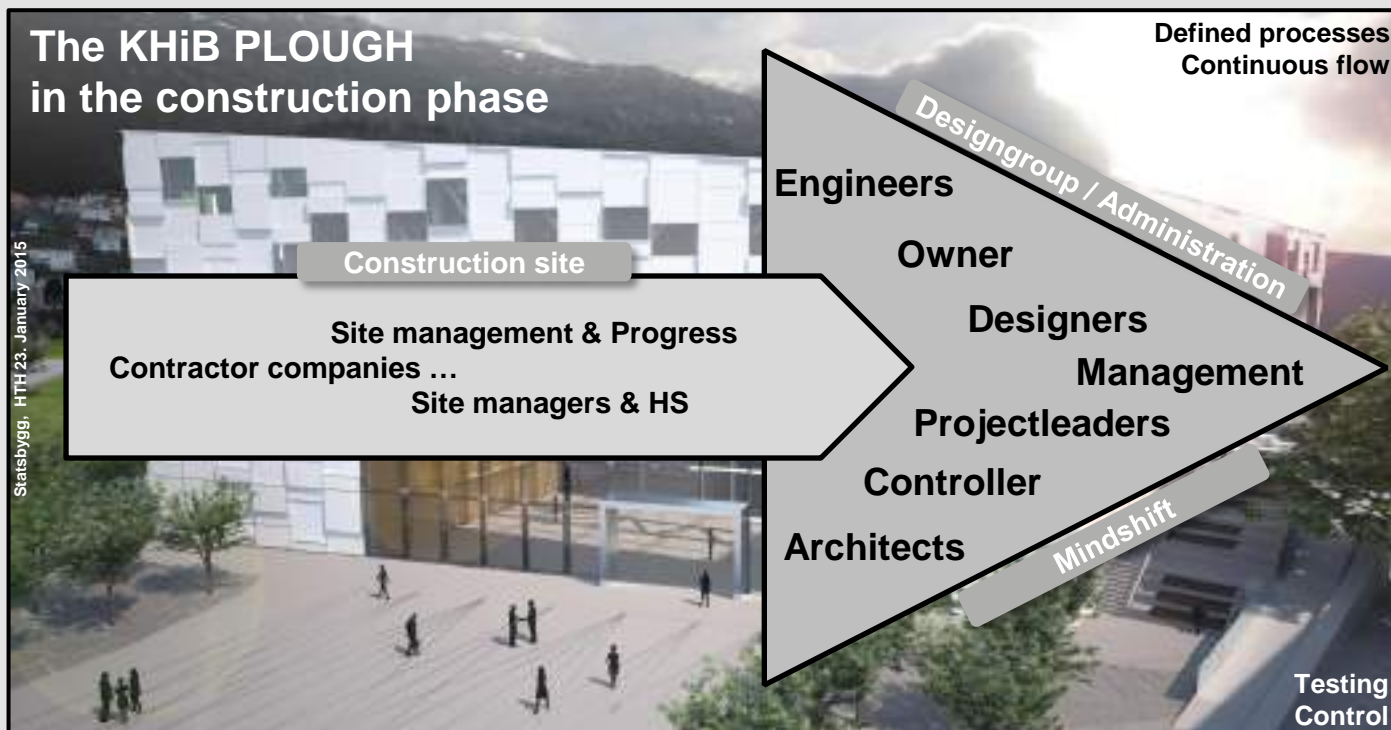 The KHiB PLOUGH
in the construction phase
Defined processes
Continuous flow
Designgroup / Administration
Engineers
Owner
Designers
Management
Projectleaders
Controller
Architects
Mindshift
Construction site
Site management & Progress
Contractor companies …
Site managers & HS
Statsbygg, HTH 23. January 2015
Testing
Control